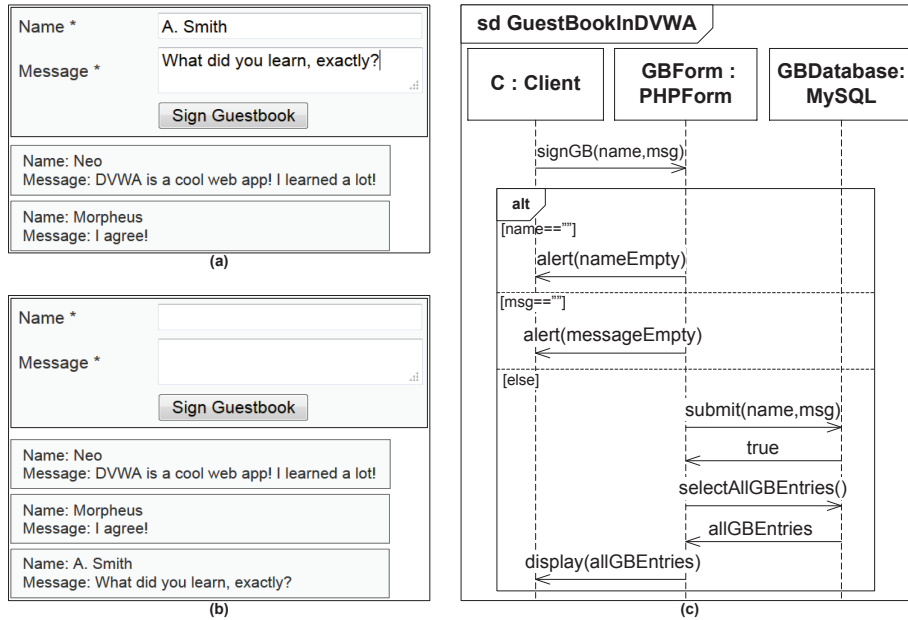 Name *
A. Smith
Message *
What did you learn, exactly?
Sign Guestbook
Name: Neo
Message: DVWA is a cool web app! I learned a lot!
Name: Morpheus
Message: I agree!
(a)
Name *
Message *
Sign Guestbook
Name: Neo
Message: DVWA is a cool web app! I learned a lot!
Name: Morpheus
Message: I agree!
Name: A. Smith
Message: What did you learn, exactly?
(b)
sd GuestBookInDVWA
C : Client
GBForm :
PHPForm
GBDatabase:
MySQL
signGB(name,msg)
alt
[name==””]
alert(nameEmpty)
[msg==””]
alert(messageEmpty)
[else]
submit(name,msg)
true
selectAllGBEntries()
allGBEntries
display(allGBEntries)
(c)